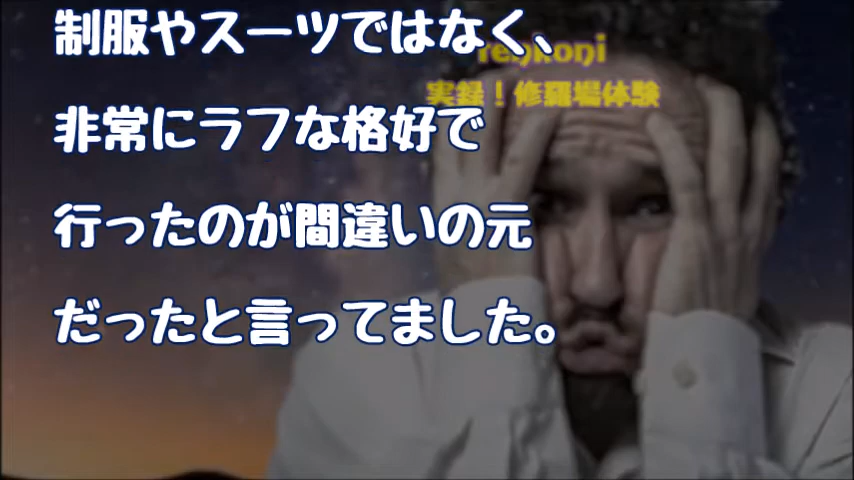 制服やスーツではなく、
renkoni
実録！修羅場体験
非常にラフな格好で
行ったのが間違いの元
だったと言ってました。